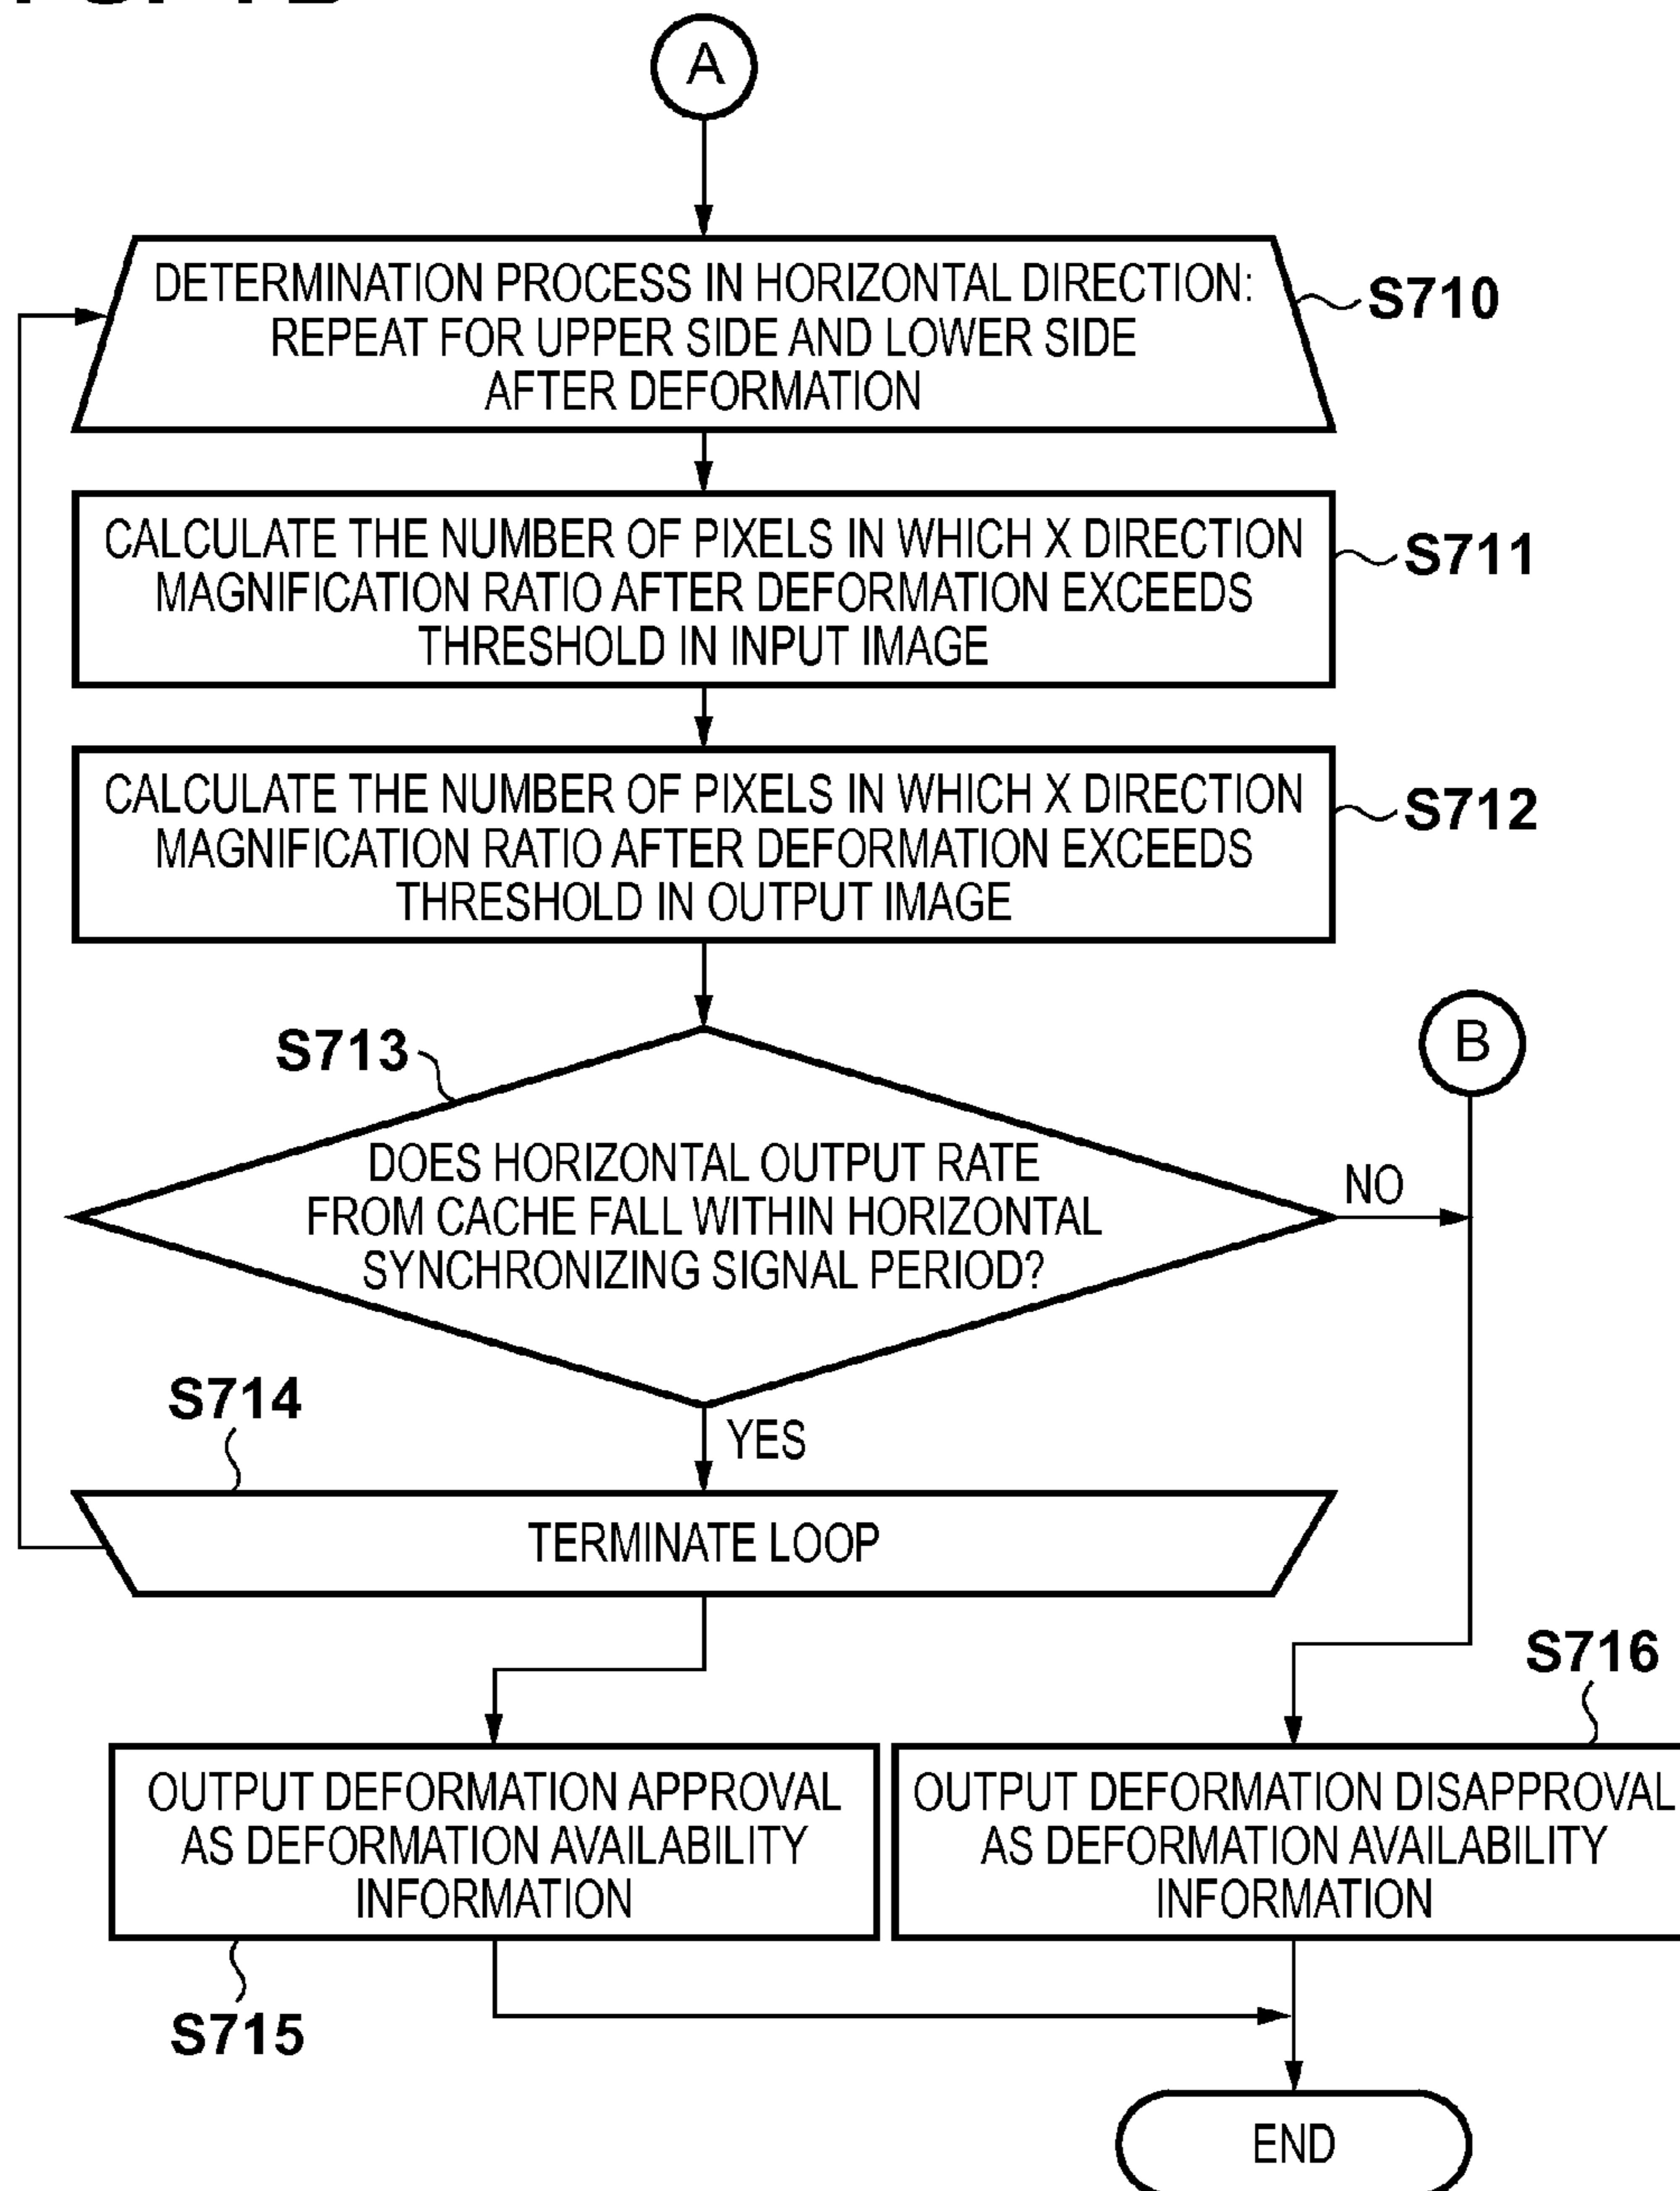 A
DETERMINATION PROCESS IN HORIZONTAL DIRECTION:
REPEAT FOR UPPER SIDE AND LOWER SIDE
AFTER DEFORMATION
S710
CALCULATE THE NUMBER OF PIXELS IN WHICH X DIRECTION
MAGNIFICATION RATIO AFTER DEFORMATION EXCEEDS
THRESHOLD IN INPUT IMAGE
S711
CALCULATE THE NUMBER OF PIXELS IN WHICH X DIRECTION
MAGNIFICATION RATIO AFTER DEFORMATION EXCEEDS
THRESHOLD IN OUTPUT IMAGE
S712
B
S713
DOES HORIZONTAL OUTPUT RATE
FROM CACHE FALL WITHIN HORIZONTAL
SYNCHRONIZING SIGNAL PERIOD?
NO
YES
S714
TERMINATE LOOP
S716
OUTPUT DEFORMATION APPROVAL
AS DEFORMATION AVAILABILITY
INFORMATION
S715
OUTPUT DEFORMATION DISAPPROVAL
AS DEFORMATION AVAILABILITY
INFORMATION
END